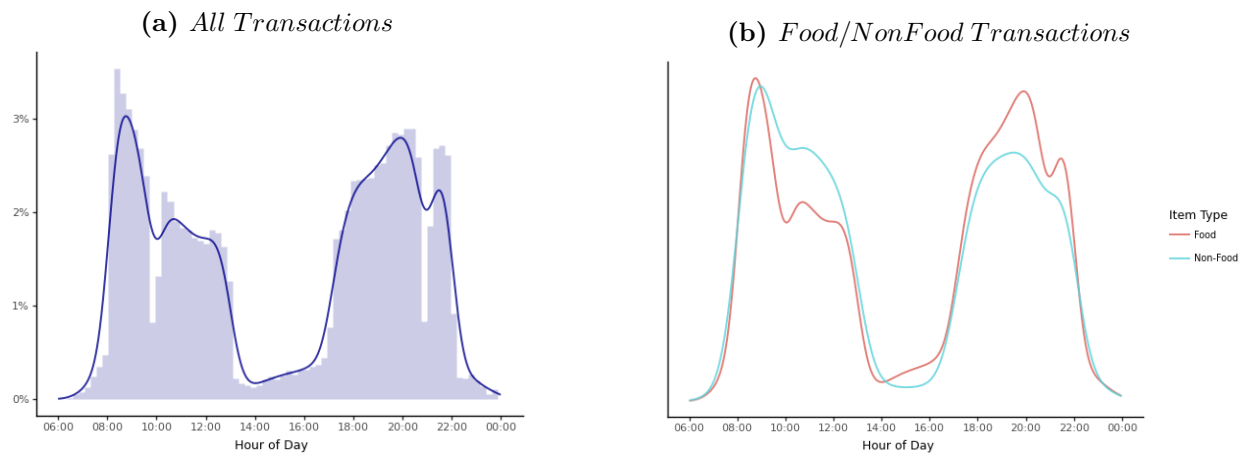 (a) All Transactions
3%
2%
1%
0%
06:00 08:00 10:00 12:00 14:00 16:00 18:00 20:00 22:00 00:00
Hour of Day
(b) Food/NonFood Transactions
06:00 08:00 10:00 12:00 14:00 16:00 18:00 20:00 22:00 00:00
Hour of Day
Item Type
Food
Non-Food